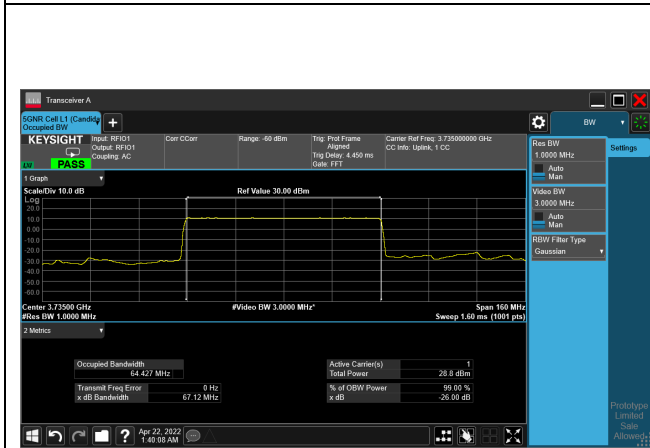 Transceiver A
5GNR Cell L1 (Candida
Occupied BW
BW
KEYSIGHT
LXI
PASS
Input: RFIO1
Output: RFIO1
Coupling: AC
Corr CCorr
Range: -60 dBm
Trig: Prot Frame
Aligned
Trig Delay: 4.450 ms
Gate: FFT
Carrier Ref Freq: 3.735000000 GHz
CC Info: Uplink, 1 CC
1 Graph
Scale/Div 10.0 dB
Ref Value 30.00 dBm
Log
20.0
10.0
0.00
-10.0
-20.0
-30.0
-40.0
-50.0
-60.0
Center 3.73500 GHz
#Video BW 3.0000 MHz*
Span 160 MHz
#Res BW 1.0000 MHz
Sweep 1.60 ms (1001 pts)
2 Metrics
Occupied Bandwidth
64.427 MHz
Active Carrier(s)
1
Total Power
28.8 dBm
Transmit Freq Error
0 Hz
x dB Bandwidth
67.12 MHz
% of OBW Power
99.00 %
x dB
-26.00 dB
Res BW
1.0000 MHz
Auto
Man
Video BW
3.0000 MHz
Auto
Man
RBW Filter Type
Gaussian
Settings
Prototype
Limited
Sale
Allowed
Apr 22, 2022
1:40:08 AM